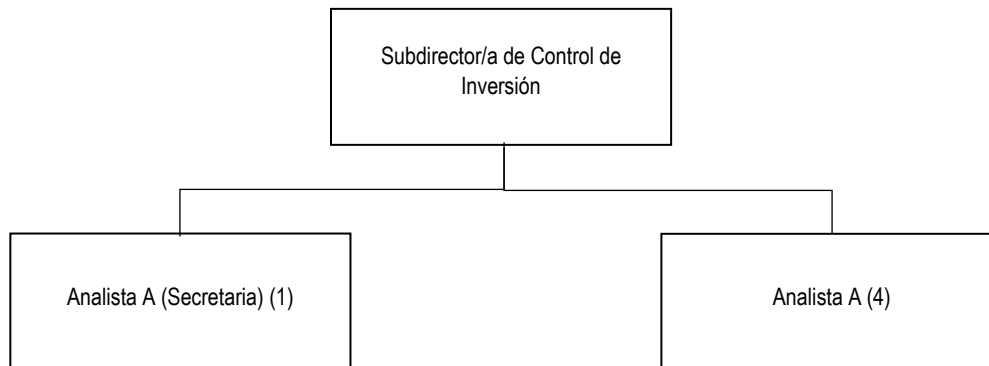 Subdirector/a de Control de
Inversión
Analista A (Secretaria) (1)
Analista A (4)